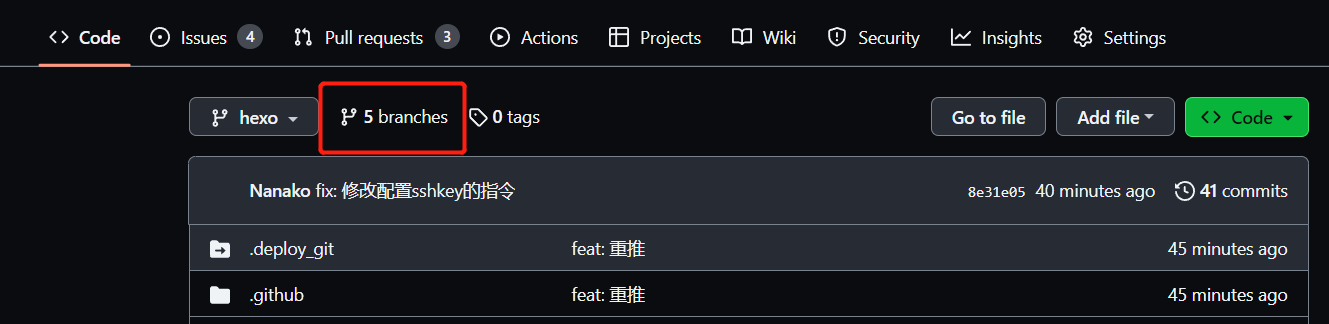 Code Issues 4 Pull requests 3 Actions Projects Wiki Security Insights Settings
hexo 5 branches 0 tags Go to file Add file Code
Nanako fix: 修改配置sshkey的指令 8e31e05 40 minutes ago 41 commits
.deploy_git feat: 重推 45 minutes ago
.github feat: 重推 45 minutes ago